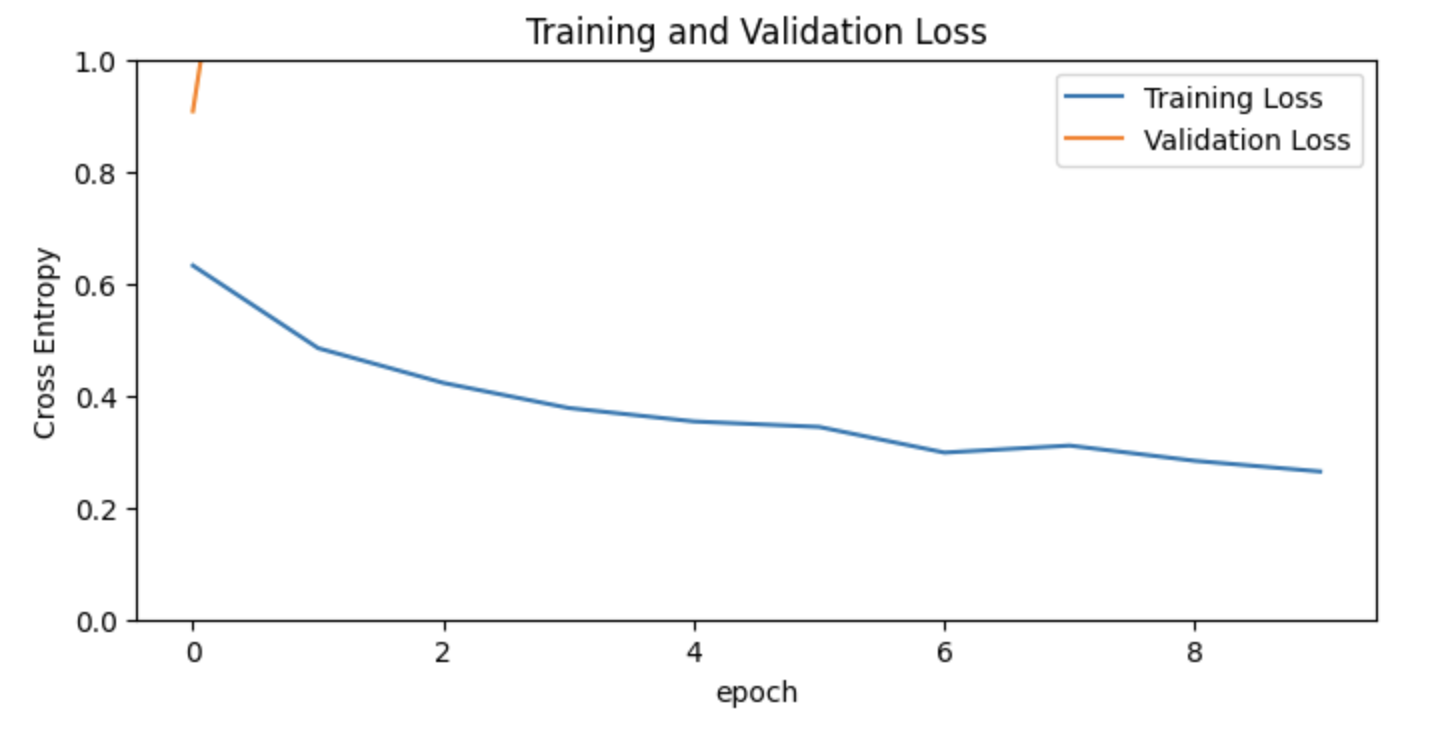 Training and Validation Loss
1.0
0.8
0.6
0.4
0.2
0.0
Cross Entropy
Training Loss
Validation Loss
0 2 4 6 8
epoch